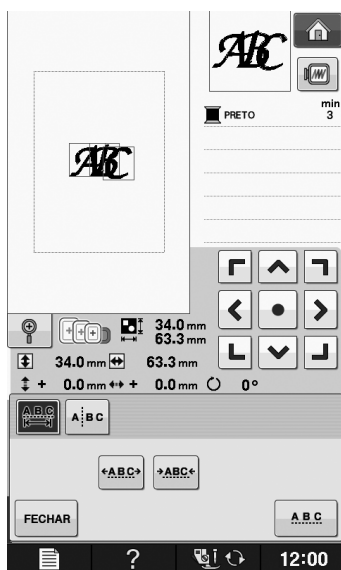 ABC
PRETO
min
3
ABC
34.0 mm
63.3 mm
34.0 mm 63.3 mm
+ 0.0 mm + 0.0 mm 0°
ABC
A BC
ABC ABC
FECHAR
ABC
? 12:00